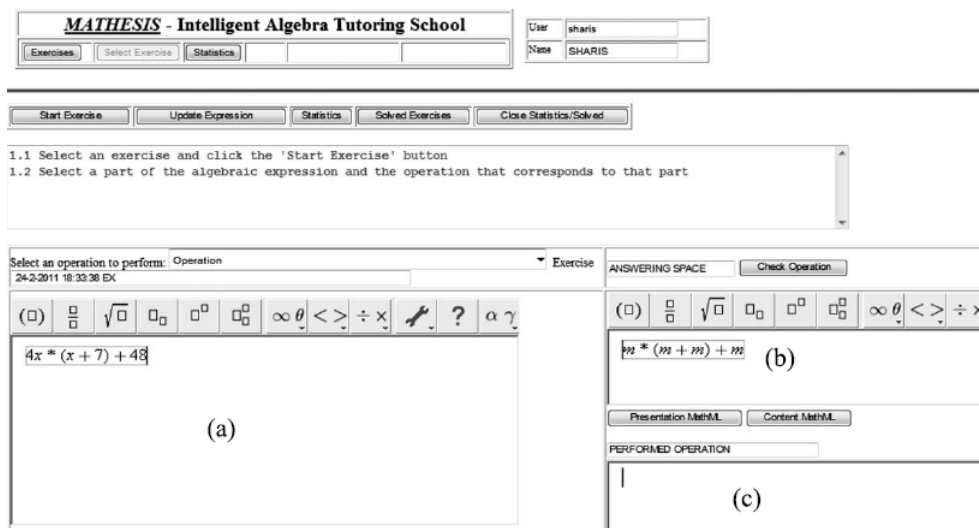 MATHESIS - Intelligent Algebra Tutoring School
Exercises Select Exercise Statistics
User sharis
Name SHARIS
Start Exercise Update Expression Statistics Solved Exercises Close Statistics/Solved
1.1 Select an exercise and click the 'Start Exercise' button
1.2 Select a part of the algebraic expression and the operation that corresponds to that part
Select an operation to perform: Operation Exercise
24-2-2011 18:33:38 EX
ANSWERING SPACE Check Operation
(□) □/□ √□ □□ □□ □□□ ∞ θ < > ÷ × ? α γ
(□) □/□ √□ □□ □□ □□□ ∞ θ < > ÷ ×
4x * (x + 7) + 48
m * (m + m) + m
(b)
(a)
Presentation MathML Content MathML
PERFORMED OPERATION
(c)